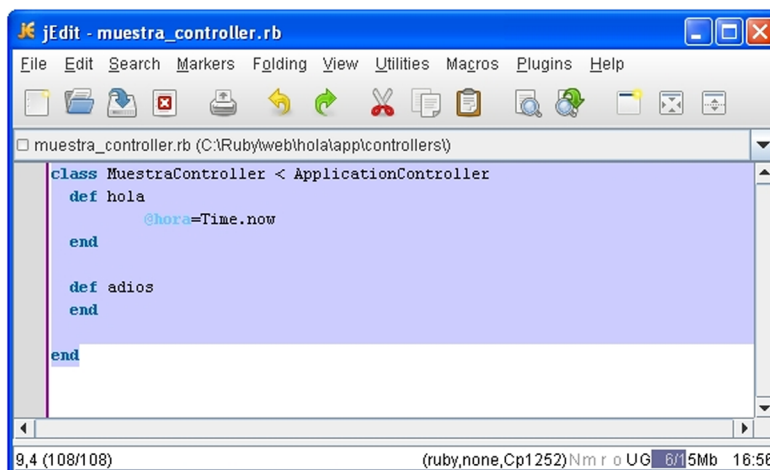 jEdit - muestra_controller.rb
File Edit Search Markers Folding View Utilities Macros Plugins Help
muestra_controller.rb (C:\Ruby\web\hola\app\controllers\)
class MuestraController < ApplicationController
def hola
@hora=Time.now
end
def adios
end
end
9,4 (108/108) (ruby,none,Cp1252)Nm r o UG 6/15Mb 16:56